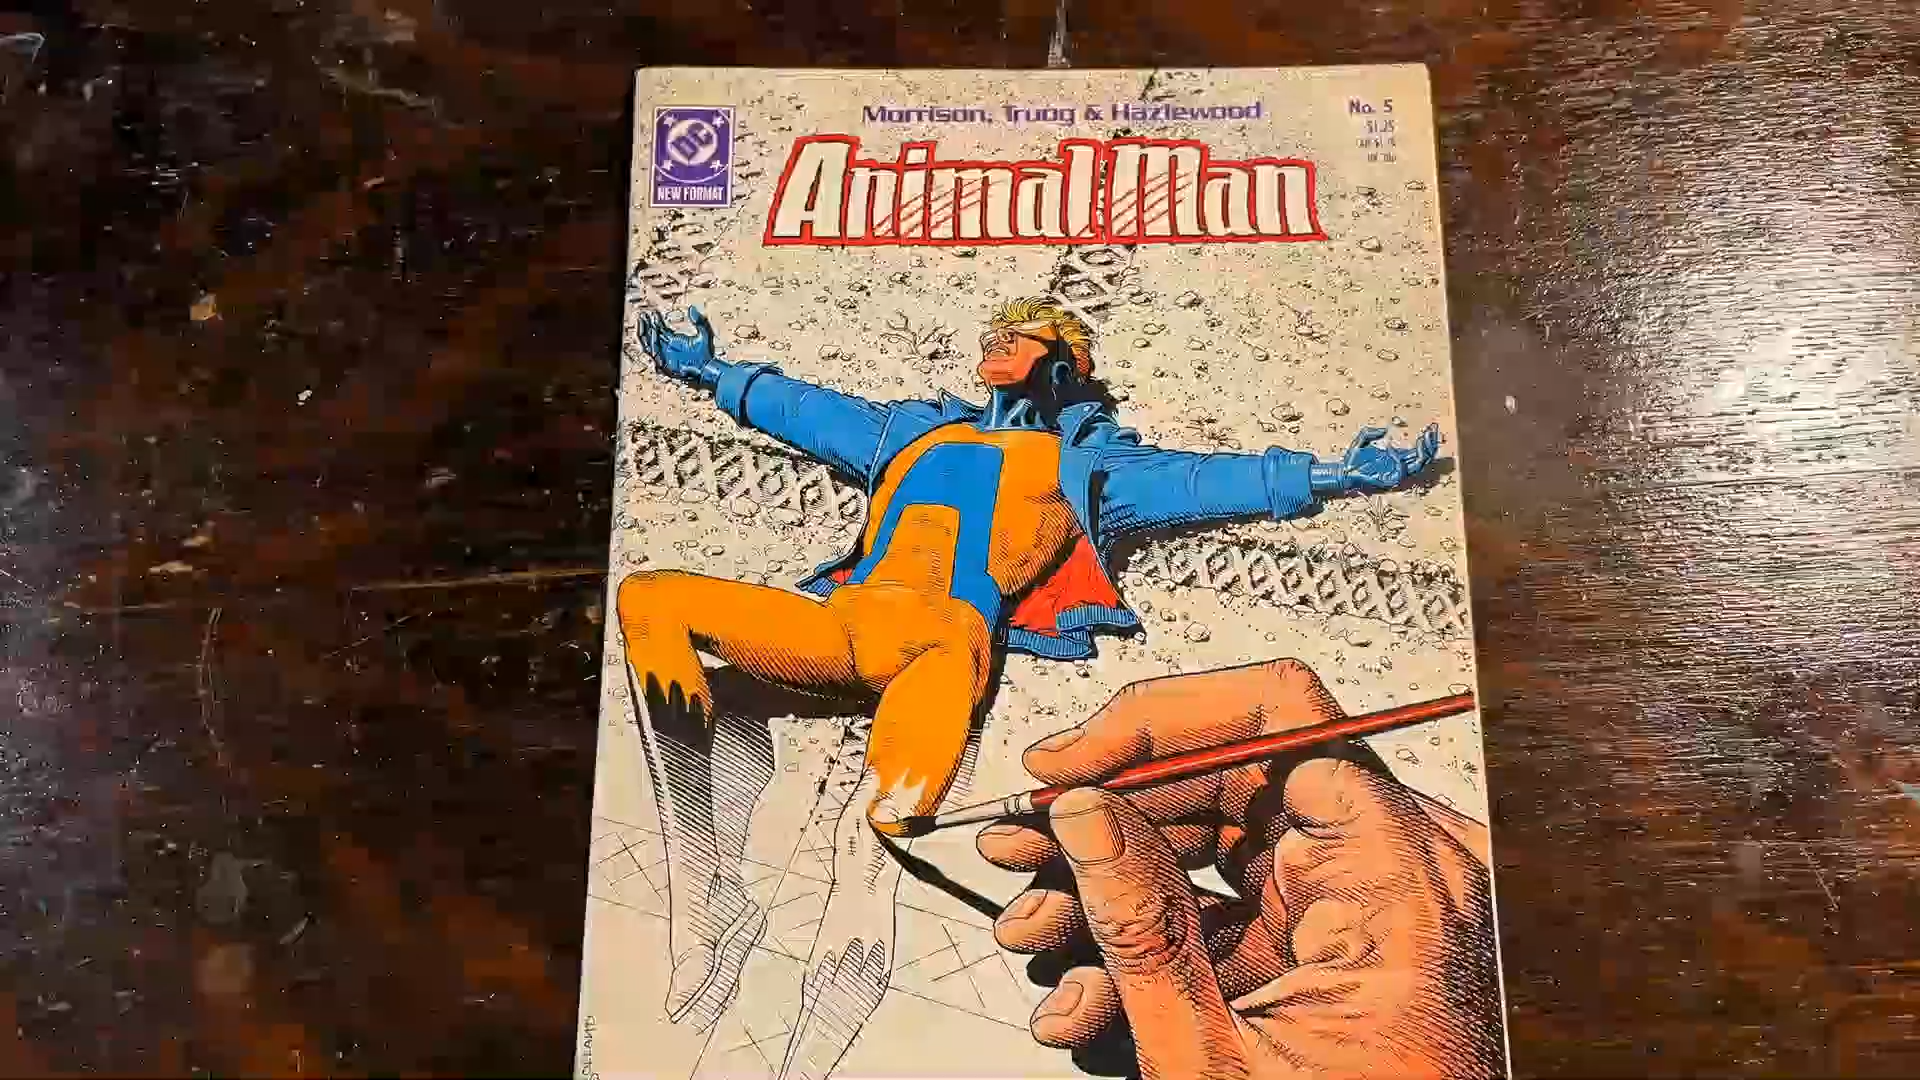 Morrison, Truog & Hazlewood
No. 5
$1.25
DC
NEW FORMAT
Animal Man